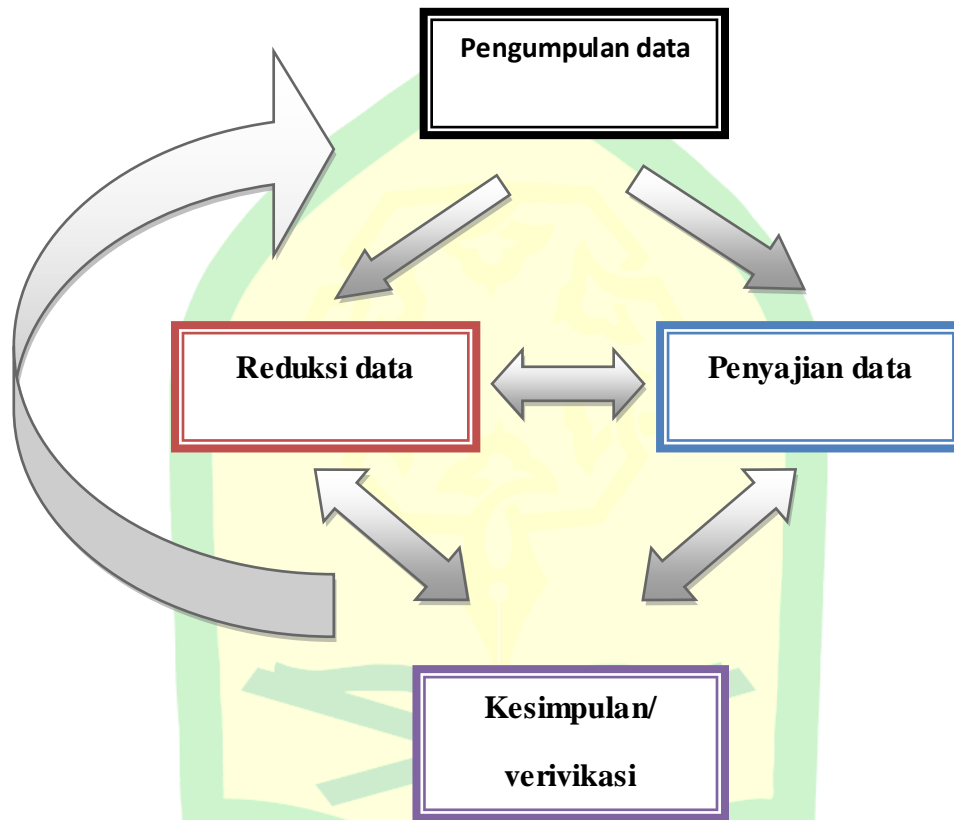 Pengumpulan data
Reduksi data
Penyajian data
Kesimpulan/
verivikasi